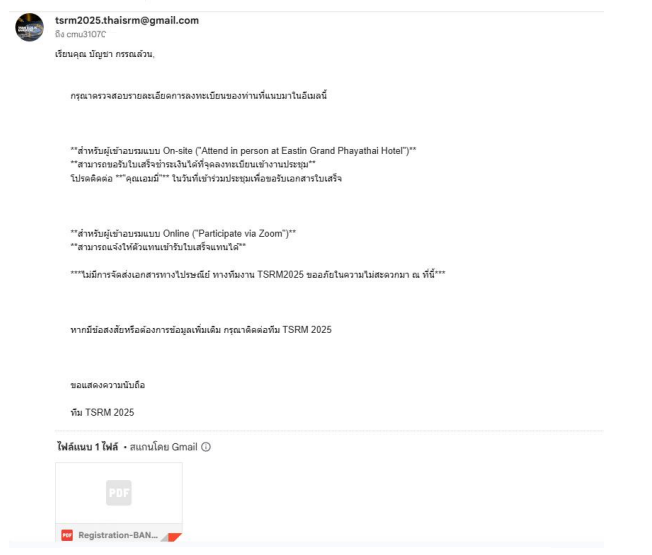 tsrm2025.thaisrm@gmail.com
ถึง cmu3107
เรียนคุณ บัญชา กรรณล้วน,
กรุณาตรวจสอบรายละเอียดการลงทะเบียนของท่านที่แนบมาในอีเมลนี้
**สำหรับผู้เข้าอบรมแบบ On-site ("Attend in person at Eastin Grand Phayathai Hotel")**
**สามารถขอรับใบเสร็จชำระเงินได้ที่จุดลงทะเบียนเข้างานประชุม**
โปรดติดต่อ **"คุณเอมมี่"** ในวันที่เข้าร่วมประชุมเพื่อขอรับเอกสารใบเสร็จ
**สำหรับผู้เข้าอบรมแบบ Online ("Participate via Zoom")**
**สามารถแจ้งให้ตัวแทนเข้ารับใบเสร็จแทนได้**
***ไม่มีการจัดส่งเอกสารทางไปรษณีย์ ทางทีมงาน TSRM2025 ขออภัยในความไม่สะดวกมา ณ ที่นี้***
หากมีข้อสงสัยหรือต้องการข้อมูลเพิ่มเติม กรุณาติดต่อทีม TSRM 2025
ขอแสดงความนับถือ
ทีม TSRM 2025
ไฟล์แนบ 1 ไฟล์ • สแกนโดย Gmail
PDF
PDF Registration-BAN...